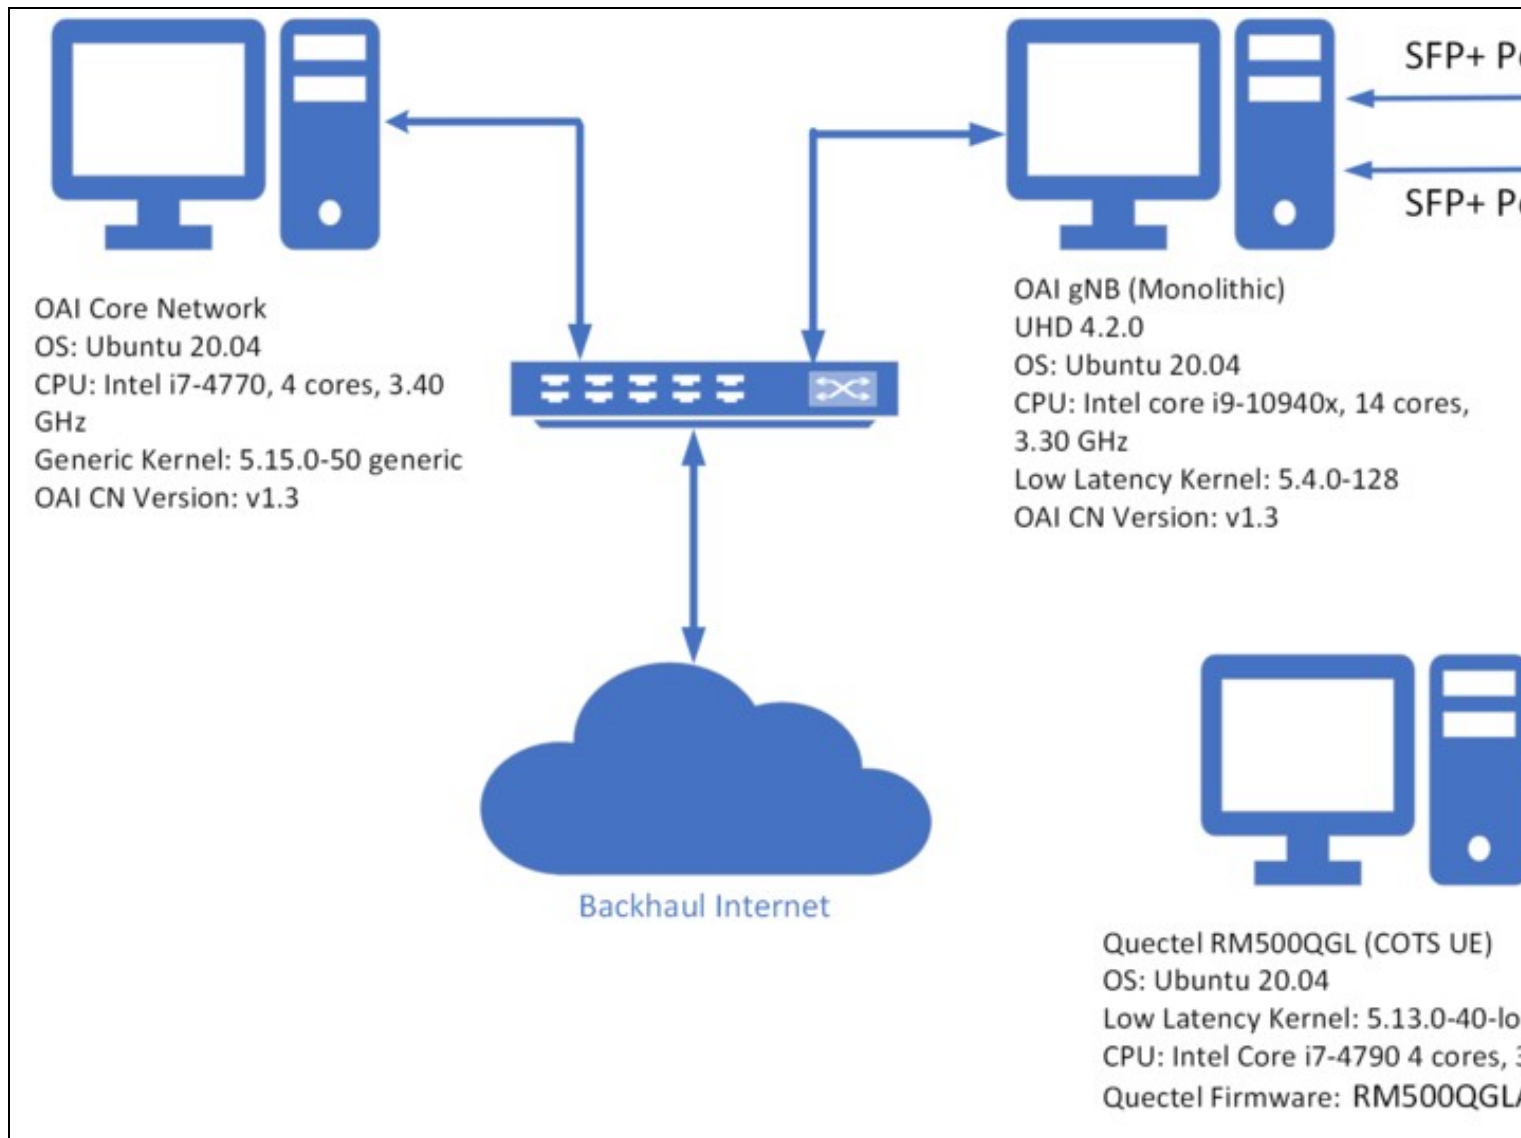 SFP+
SFP+
OAI Core Network
OS: Ubuntu 20.04
CPU: Intel i7-4770, 4 cores, 3.40
GHz
Generic Kernel: 5.15.0-50 generic
OAI CN Version: v1.3
OAI gNB (Monolithic)
UHD 4.2.0
OS: Ubuntu 20.04
CPU: Intel core i9-10940x, 14 cores,
3.30 GHz
Low Latency Kernel: 5.4.0-128
OAI CN Version: v1.3
Backhaul Internet
Quectel RM500QGL (COTS UE)
OS: Ubuntu 20.04
Low Latency Kernel: 5.13.0-40-lo
CPU: Intel Core i7-4790 4 cores,
Quectel Firmware: RM500QGL